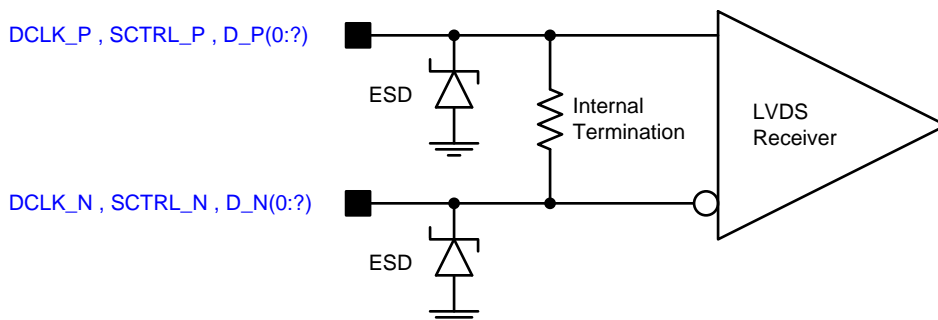 DCLK_P , SCTRL_P , D_P(0:?)
ESD
Internal
Termination
LVDS
Receiver
DCLK_N , SCTRL_N , D_N(0:?)
ESD